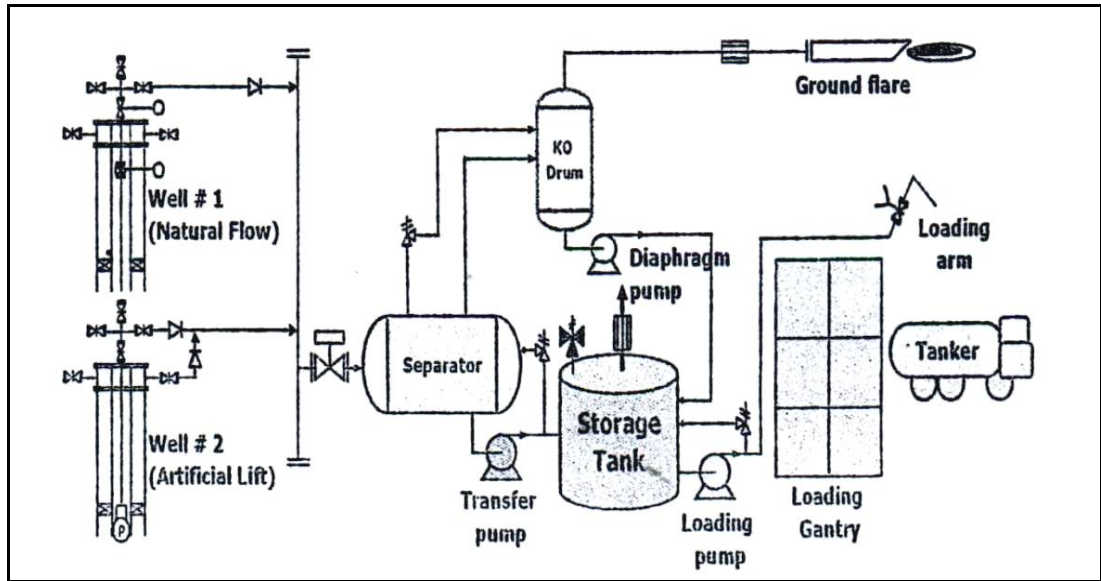 Ground flare
KO
Drum
Well # 1
(Natural Flow)
Loading
arm
Diaphragm
pump
Separator
Tanker
Storage
Tank
Well # 2
(Artificial Lift)
P
Transfer
pump
Loading
pump
Loading
Gantry